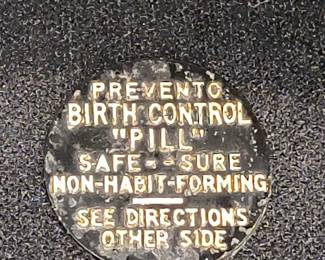 PREVENTO
BIRTH CONTROL
"PILL"
SAFE--SURE
NON-HABIT-FORMING
SEE DIRECTIONS
OTHER SIDE